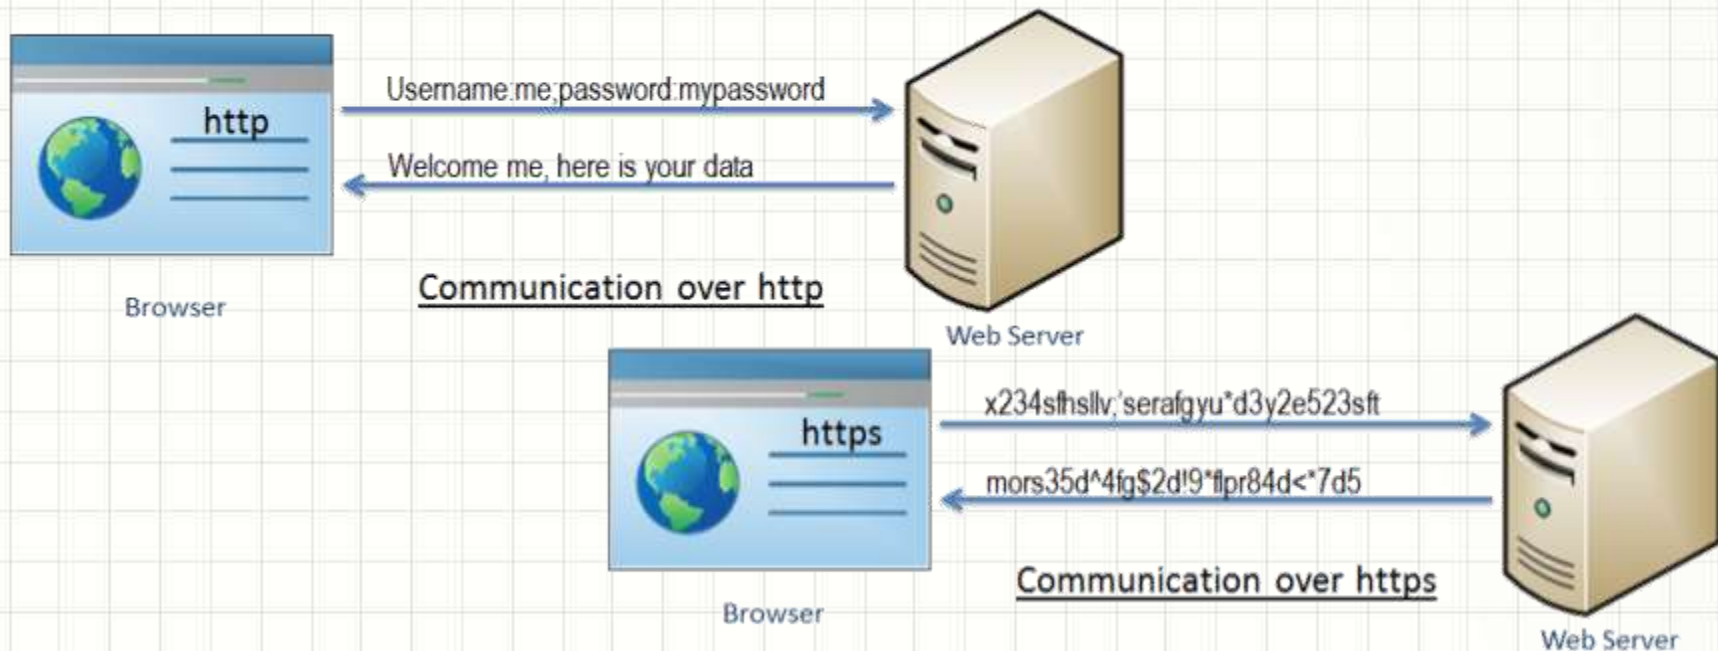 http
Username:me;password:mypassword
Welcome me, here is your data
Browser
Communication over http
Web Server
https
x234sfhsllv;'serafgyu*d3y2e523sft
mors35d^4fg$2d!9*flpr84d<*7d5
Browser
Communication over https
Web Server